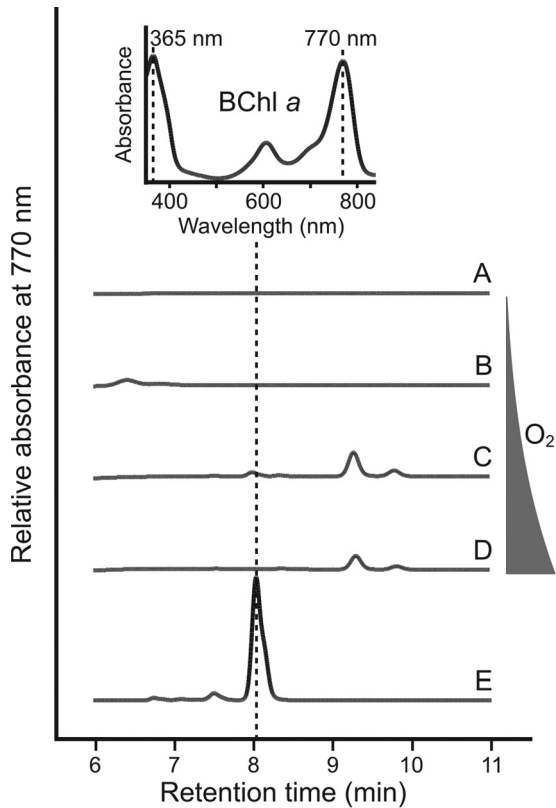 365 nm
770 nm
BChl a
Absorbance
400
600
800
Wavelength (nm)
Relative absorbance at 770 nm
A
B
C
D
E
O₂
6
7
8
9
10
11
Retention time (min)